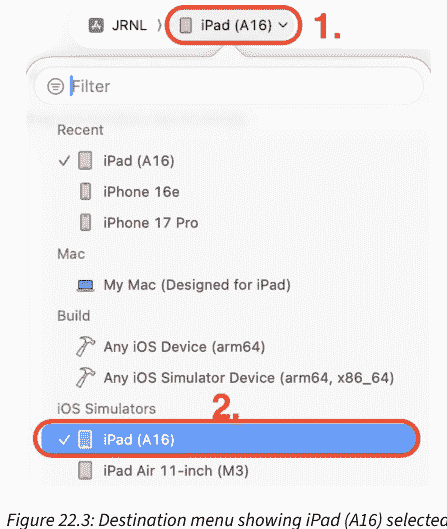 JRNL 〉 iPad (A16) 1.
Filter
Recent
✓ iPad (A16)
iPhone 16e
iPhone 17 Pro
Mac
My Mac (Designed for iPad)
Build
Any iOS Device (arm64)
Any iOS Simulator Device (arm64, x86_64)
iOS Simulators 2.
✓ iPad (A16)
iPad Air 11-inch (M3)
Figure 22.3: Destination menu showing iPad (A16) selected